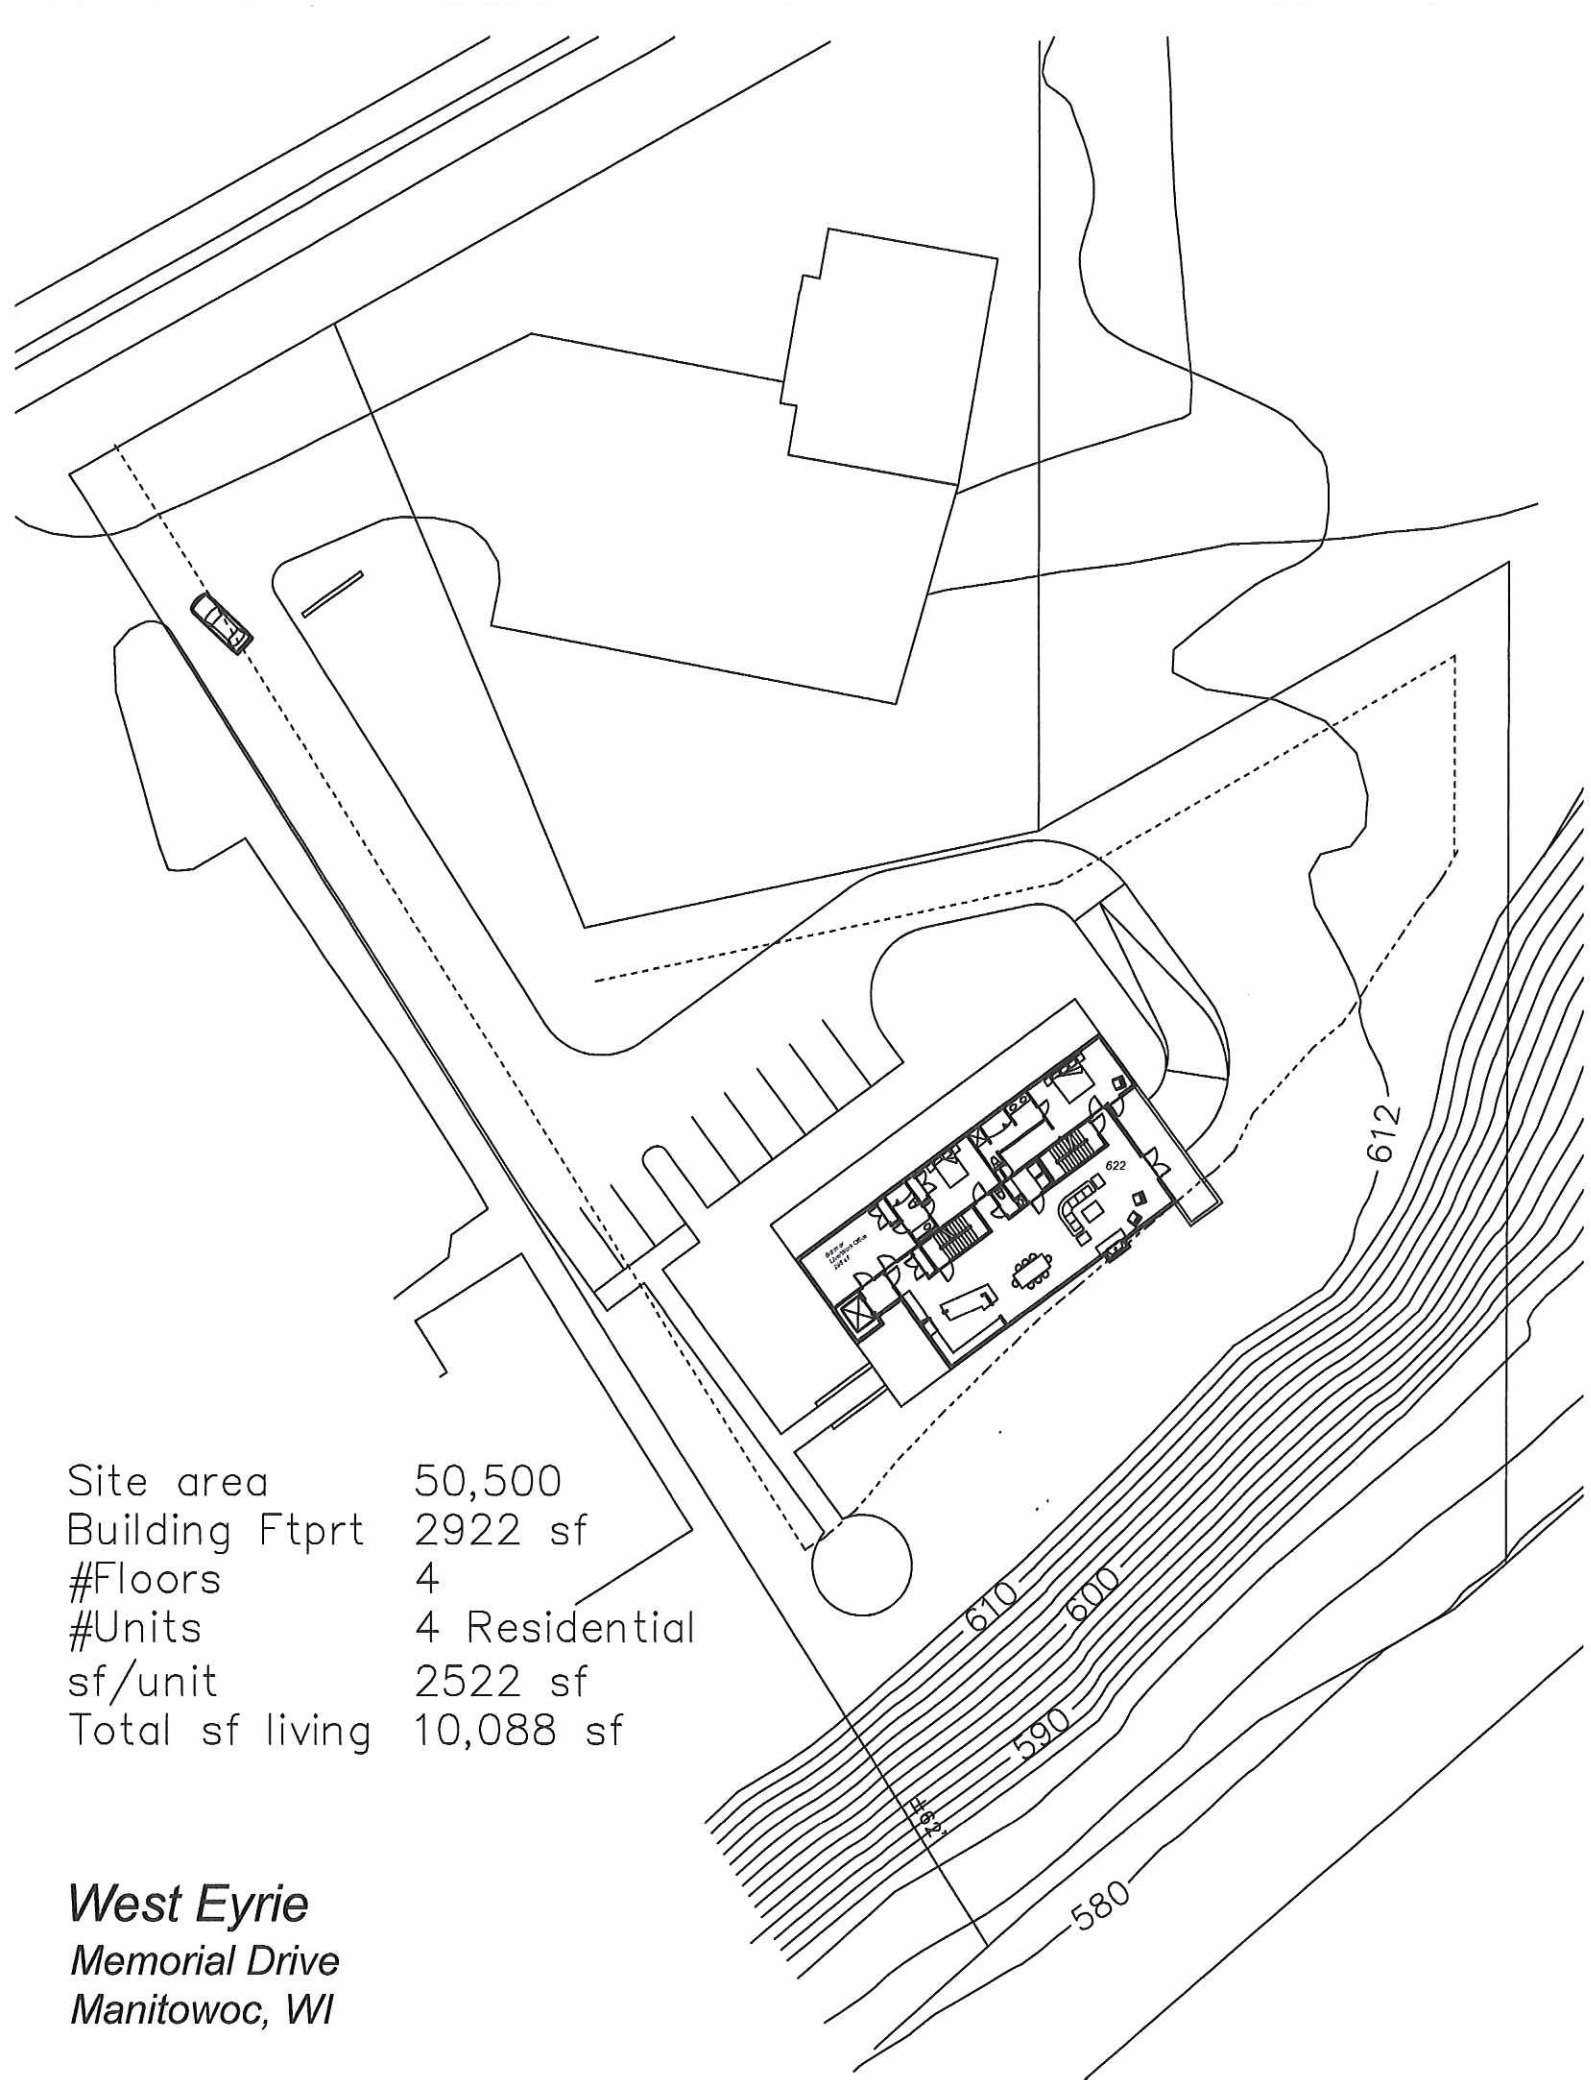 622
612
Site area 50,500
Building Ftprt 2922 sf
#Floors 4
#Units 4 Residential
sf/unit 2522 sf
Total sf living 10,088 sf
610
600
590
580
West Eyrie
Memorial Drive
Manitowoc, WI